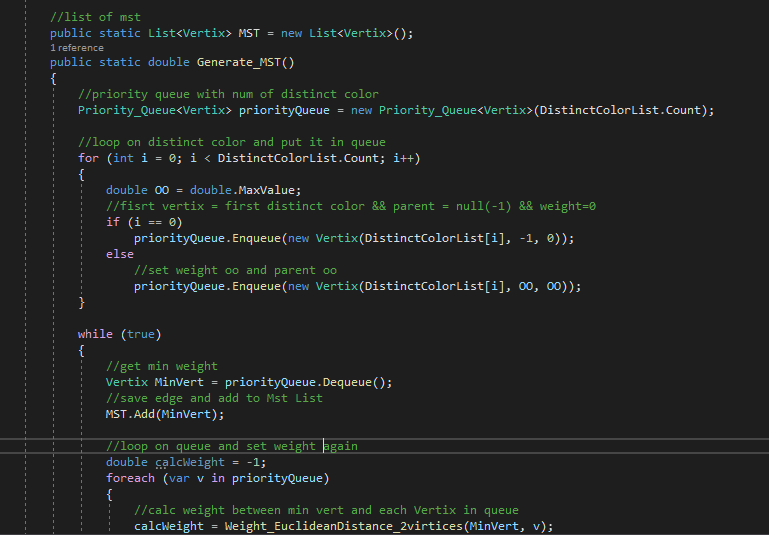 //list of mst
public static List<Vertix> MST = new List<Vertix>();
1 reference
public static double Generate_MST()
{
//priority queue with num of distinct color
Priority_Queue<Vertix> priorityQueue = new Priority_Queue<Vertix>(DistinctColorList.Count);
//loop on distinct color and put it in queue
for (int i = 0; i < DistinctColorList.Count; i++)
{
double OO = double.MaxValue;
//fisrt vertix = first distinct color && parent = null(-1) && weight=0
if (i == 0)
priorityQueue.Enqueue(new Vertix(DistinctColorList[i], -1, 0));
else
//set weight oo and parent oo
priorityQueue.Enqueue(new Vertix(DistinctColorList[i], OO, OO));
}
while (true)
{
//get min weight
Vertix MinVert = priorityQueue.Dequeue();
//save edge and add to Mst List
MST.Add(MinVert);
//loop on queue and set weight again
double calcWeight = -1;
foreach (var v in priorityQueue)
{
//calc weight between min vert and each Vertix in queue
calcWeight = Weight_EuclideanDistance_2virtices(MinVert, v);